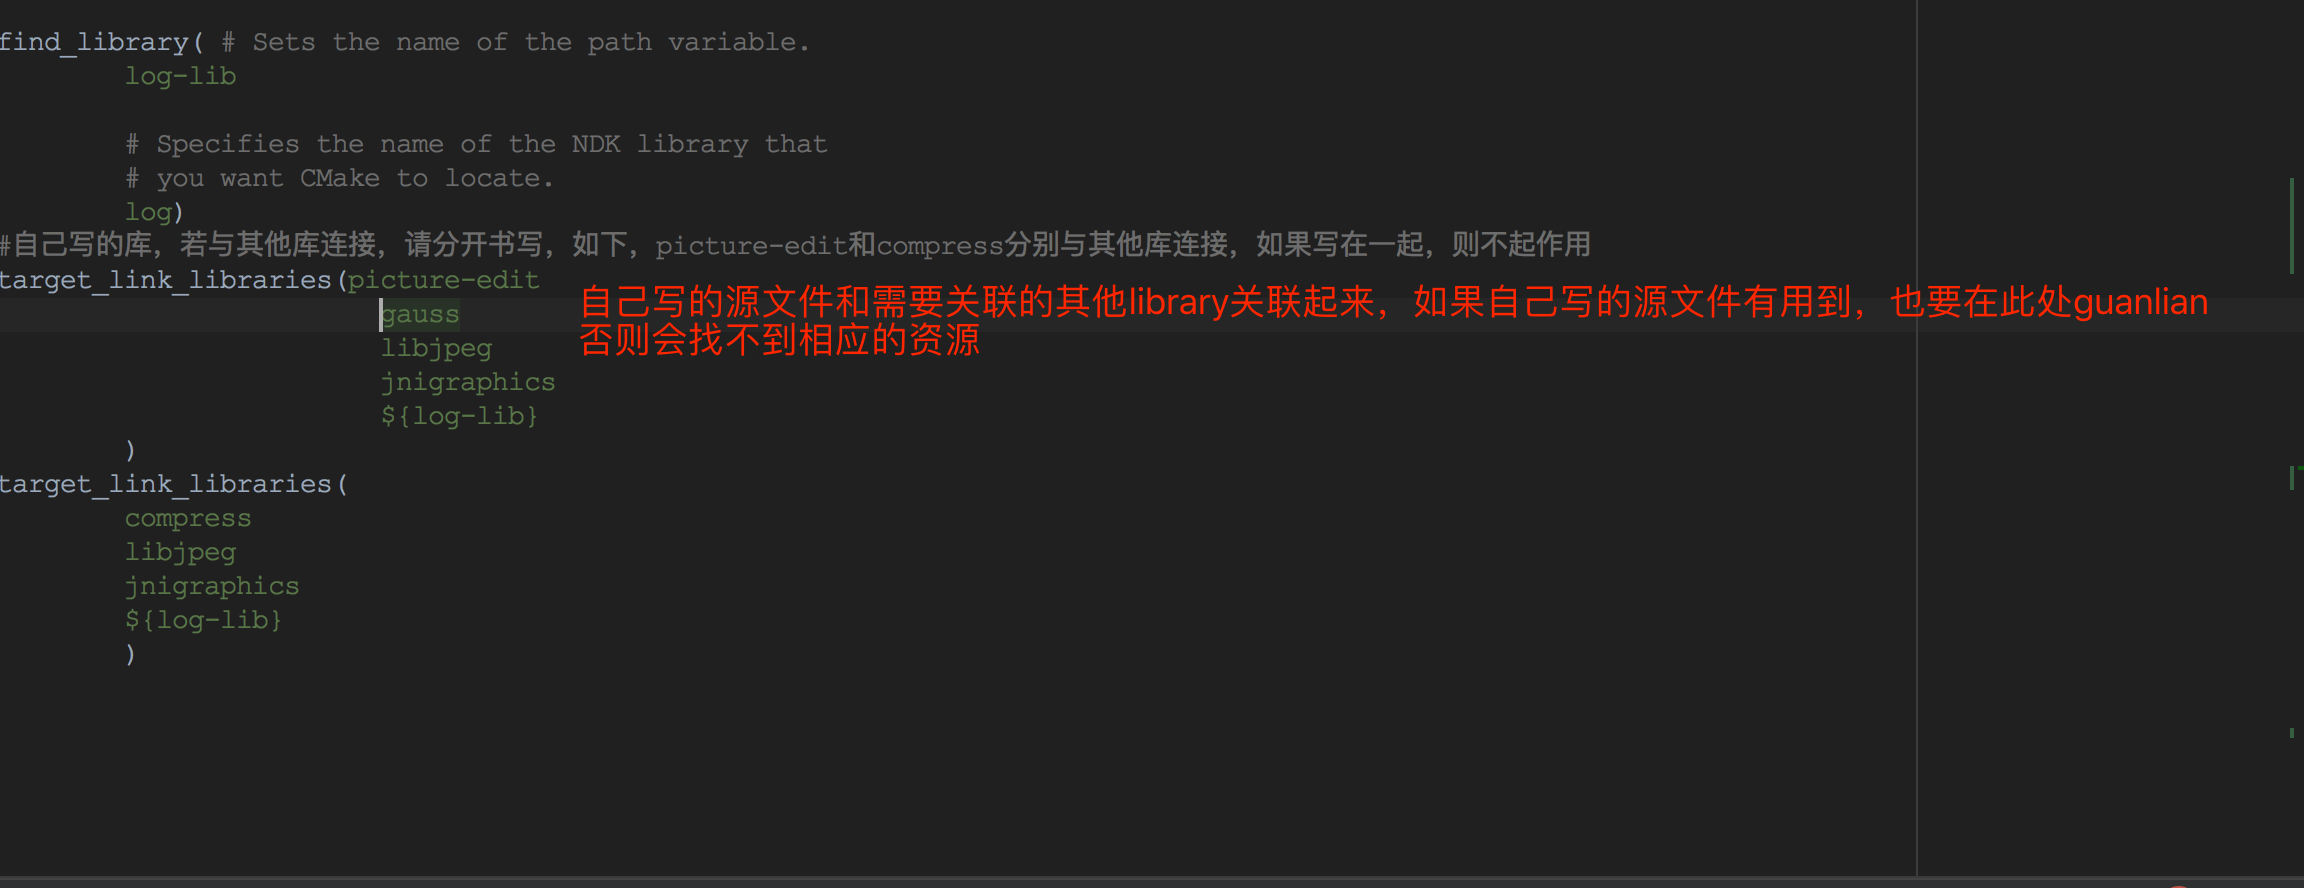 find_library( # Sets the name of the path variable.
log-lib
# Specifies the name of the NDK library that
# you want CMake to locate.
log)
#自己写的库，若与其他库连接，请分开书写，如下，picture-edit和compress分别与其他库连接，如果写在一起，则不起作用
target_link_libraries(picture-edit
gauss
自己写的源文件和需要关联的其他library关联起来，如果自己写的源文件有用到，也要在此处guanlian
否则会找不到相应的资源
libjpeg
jnigraphics
${log-lib}
)
target_link_libraries(
compress
libjpeg
jnigraphics
${log-lib}
)